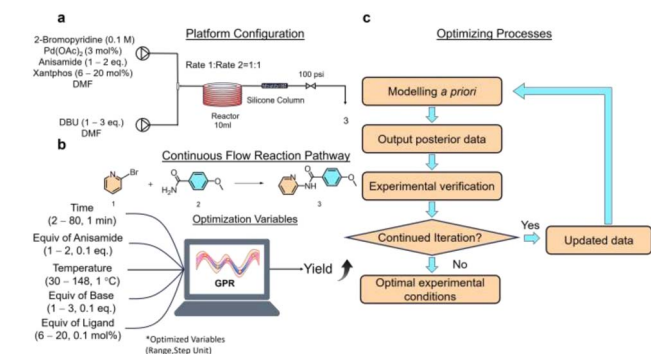 a
Platform Configuration
2-Bromopyridine (0.1 M)
Pd(OAc)2 (3 mol%)
Anisamide (1 – 2 eq.)
Xantphos (6 – 20 mol%)
DMF
DBU (1 – 3 eq.)
DMF
Rate 1:Rate 2=1:1
Reactor
10ml
Silicone Column
100 psi
3
b
Continuous Flow Reaction Pathway
N
Br
1
+
O
H2N
O
2
N
NH
O
O
3
Optimization Variables
Time
(2 – 80, 1 min)
Equiv of Anisamide
(1 – 2, 0.1 eq.)
Temperature
(30 – 148, 1 °C)
Equiv of Base
(1 – 3, 0.1 eq.)
Equiv of Ligand
(6 – 20, 0.1 mol%)
GPR
Yield
*Optimized Variables
(Range,Step Unit)
c
Optimizing Processes
Modelling a priori
Output posterior data
Experimental verification
Continued Iteration?
Yes
Updated data
No
Optimal experimental
conditions